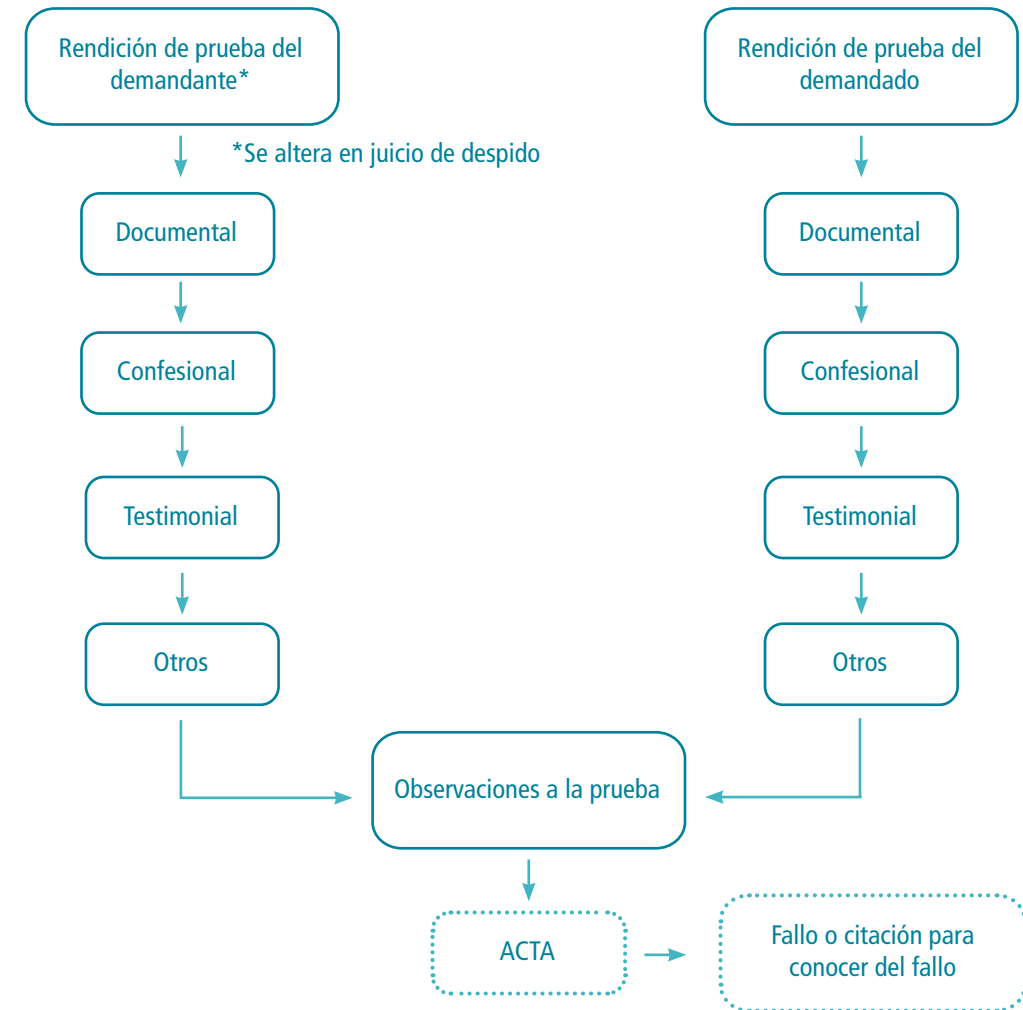 Rendición de prueba del
demandante*
Rendición de prueba del
demandado
*Se altera en juicio de despido
Documental
Documental
Confesional
Confesional
Testimonial
Testimonial
Otros
Otros
Observaciones a la prueba
ACTA
Fallo o citación para
conocer del fallo